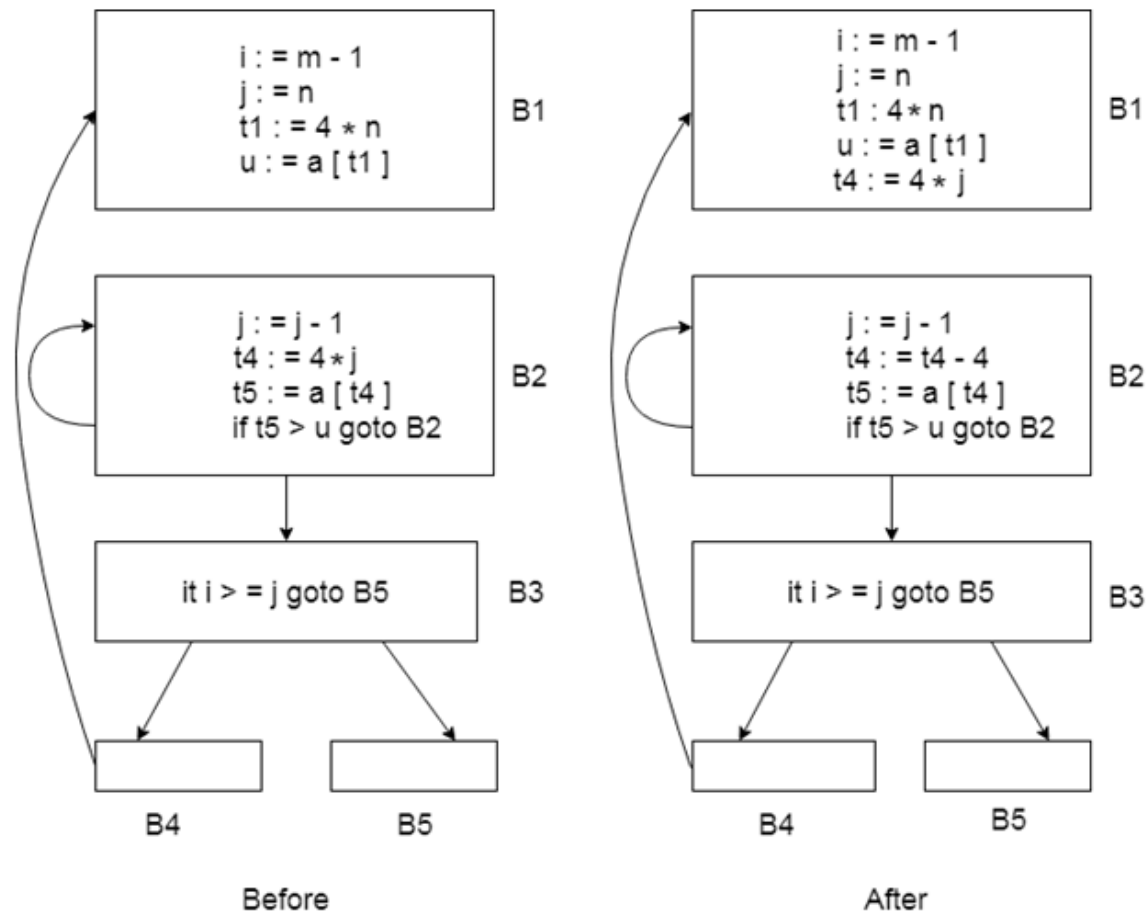 i : = m - 1
j : = n
t1 : = 4 * n
u : = a [ t1 ]
B1
j : = j - 1
t4 : = 4 * j
t5 : = a [ t4 ]
if t5 > u goto B2
B2
it i > = j goto B5
B3
B4
B5
Before
i : = m - 1
j : = n
t1 : 4 * n
u : = a [ t1 ]
t4 : = 4 * j
B1
j : = j - 1
t4 : = t4 - 4
t5 : = a [ t4 ]
if t5 > u goto B2
B2
it i > = j goto B5
B3
B4
B5
After